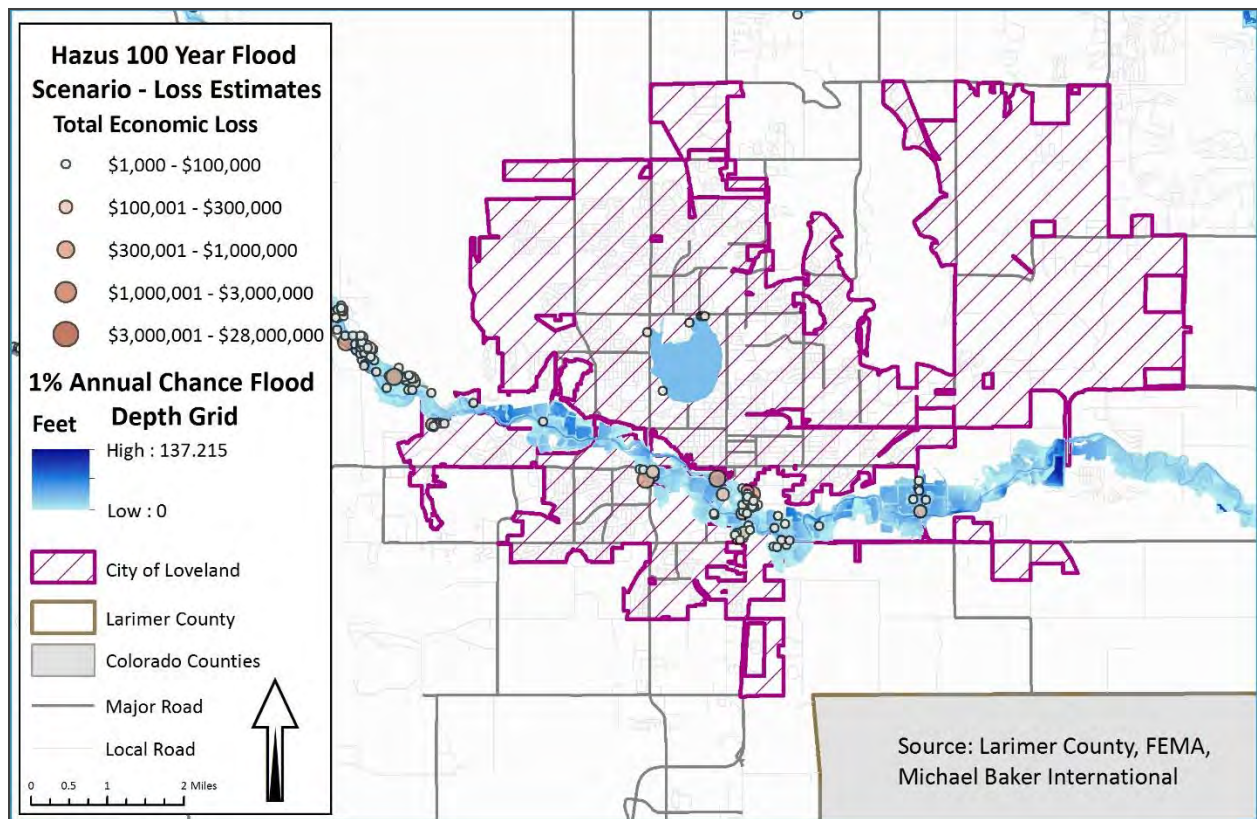 Hazus 100 Year Flood
Scenario - Loss Estimates
Total Economic Loss
$1,000 - $100,000
$100,001 - $300,000
$300,001 - $1,000,000
$1,000,001 - $3,000,000
$3,000,001 - $28,000,000
1% Annual Chance Flood
Depth Grid
Feet
High : 137.215
Low : 0
City of Loveland
Larimer County
Colorado Counties
Major Road
Local Road
0 0.5 1 2 Miles
Source: Larimer County, FEMA,
Michael Baker International